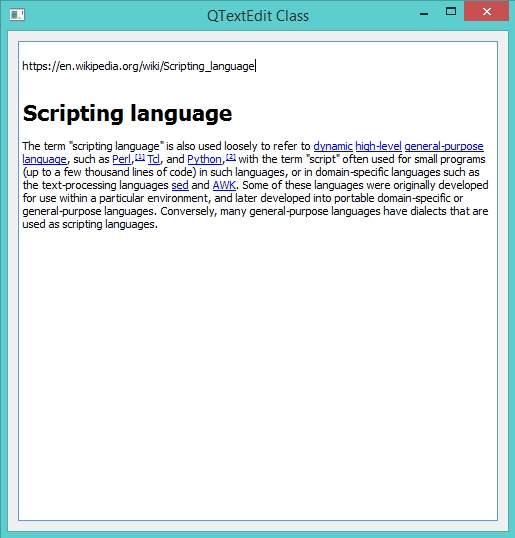 QTextEdit Class
https://en.wikipedia.org/wiki/Scripting_language
Scripting language
The term "scripting language" is also used loosely to refer to dynamic high-level general-purpose
language, such as Perl,[1] Tcl, and Python,[2] with the term "script" often used for small programs
(up to a few thousand lines of code) in such languages, or in domain-specific languages such as
the text-processing languages sed and AWK. Some of these languages were originally developed
for use within a particular environment, and later developed into portable domain-specific or
general-purpose languages. Conversely, many general-purpose languages have dialects that are
used as scripting languages.